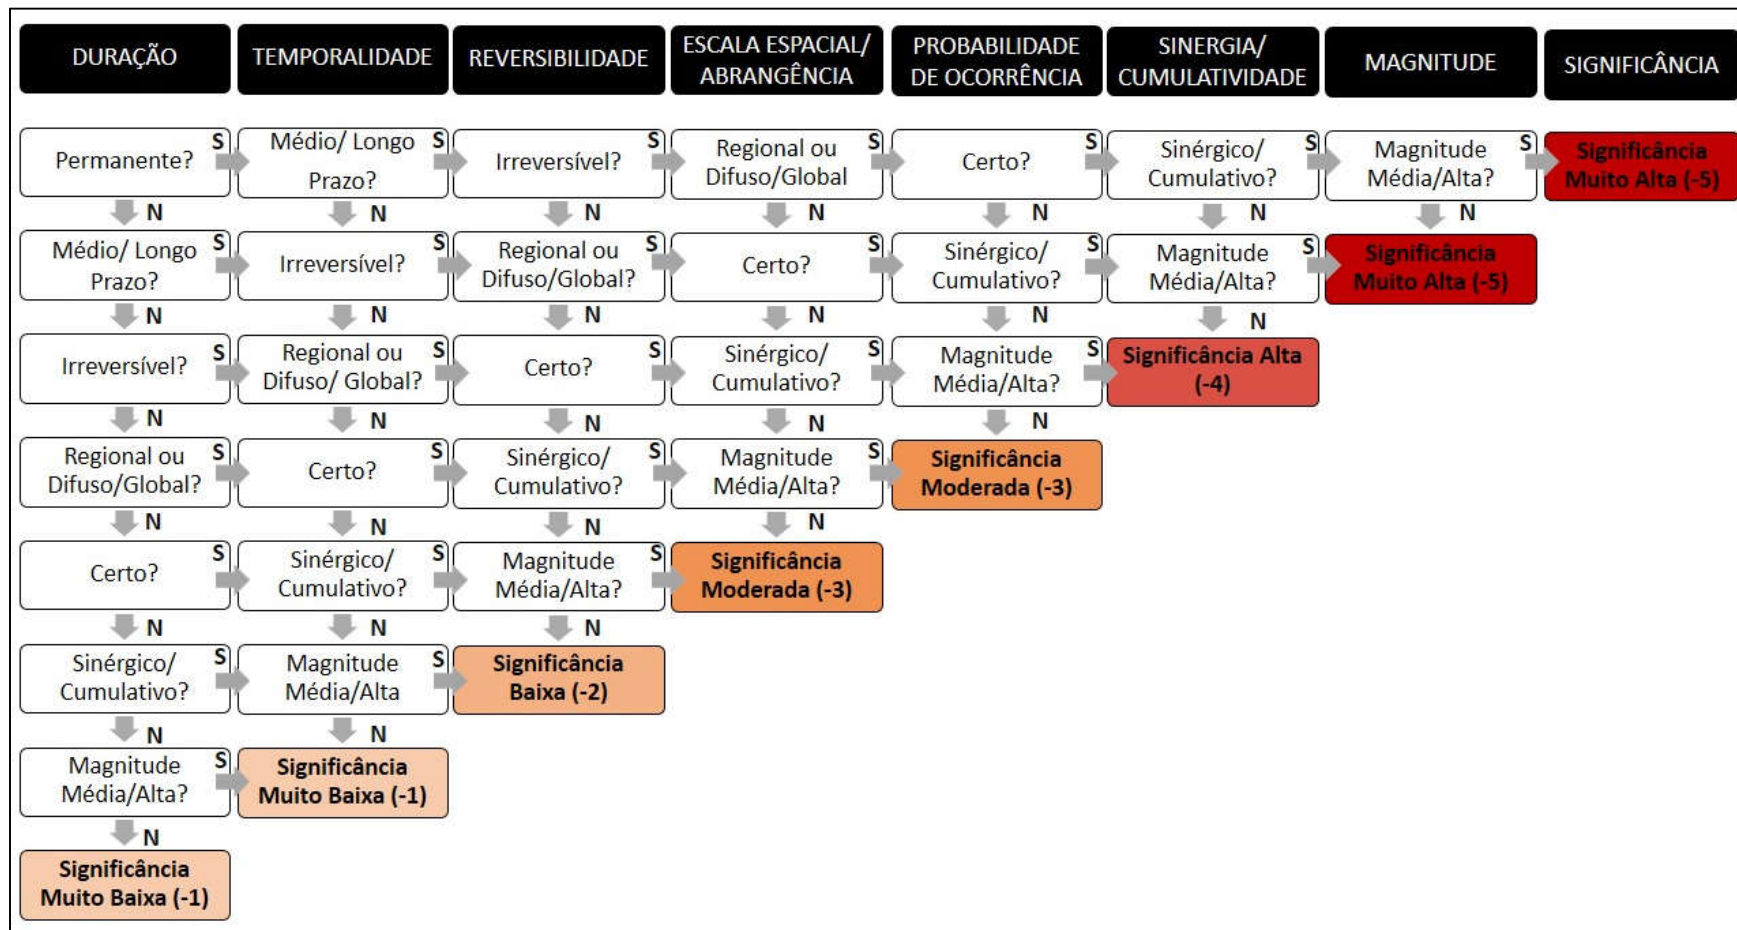 DURAÇÃO
TEMPORALIDADE
REVERSIBILIDADE
ESCALA ESPACIAL/
ABRANGÊNCIA
PROBABILIDADE
DE OCORRÊNCIA
SINERGIA/
CUMULATIVIDADE
MAGNITUDE
SIGNIFICÂNCIA
Permanente?
S
Médio/ Longo
Prazo?
S
Irreversível?
S
Regional ou
Difuso/Global
S
Certo?
S
Sinérgico/
Cumulativo?
S
Magnitude
Média/Alta?
S
Significância
Muito Alta (-5)
N
N
N
N
N
N
N
Médio/ Longo
Prazo?
S
Irreversível?
S
Regional ou
Difuso/Global?
S
Certo?
S
Sinérgico/
Cumulativo?
S
Magnitude
Média/Alta?
S
Significância
Muito Alta (-5)
N
N
N
N
N
N
Irreversível?
S
Regional ou
Difuso/ Global?
S
Certo?
S
Sinérgico/
Cumulativo?
S
Magnitude
Média/Alta?
S
Significância Alta
(-4)
N
N
N
N
N
Regional ou
Difuso/Global?
S
Certo?
S
Sinérgico/
Cumulativo?
S
Magnitude
Média/Alta?
S
Significância
Moderada (-3)
N
N
N
N
Certo?
S
Sinérgico/
Cumulativo?
S
Magnitude
Média/Alta?
S
Significância
Moderada (-3)
N
N
N
Sinérgico/
Cumulativo?
S
Magnitude
Média/Alta
S
Significância
Baixa (-2)
N
N
Magnitude
Média/Alta?
S
Significância
Muito Baixa (-1)
N
Significância
Muito Baixa (-1)